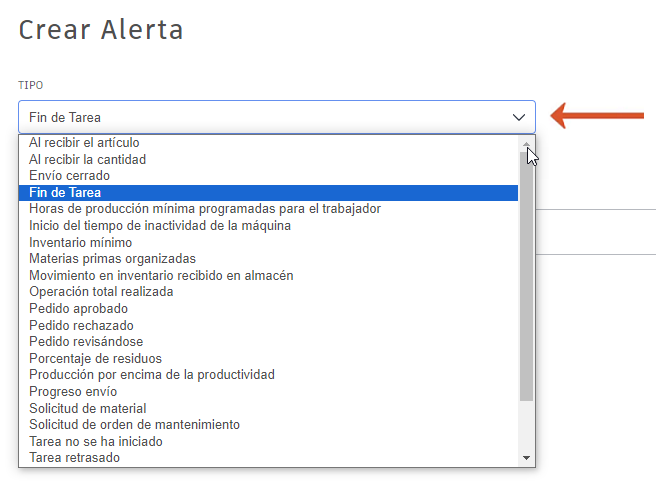 Crear Alerta
TIPO
Fin de Tarea
Al recibir el artículo
Al recibir la cantidad
Envío cerrado
Fin de Tarea
Horas de producción mínima programadas para el trabajador
Inicio del tiempo de inactividad de la máquina
Inventario mínimo
Materias primas organizadas
Movimiento en inventario recibido en almacén
Operación total realizada
Pedido aprobado
Pedido rechazado
Pedido revisándose
Porcentaje de residuos
Producción por encima de la productividad
Progreso envío
Solicitud de material
Solicitud de orden de mantenimiento
Tarea no se ha iniciado
Tarea retrasado